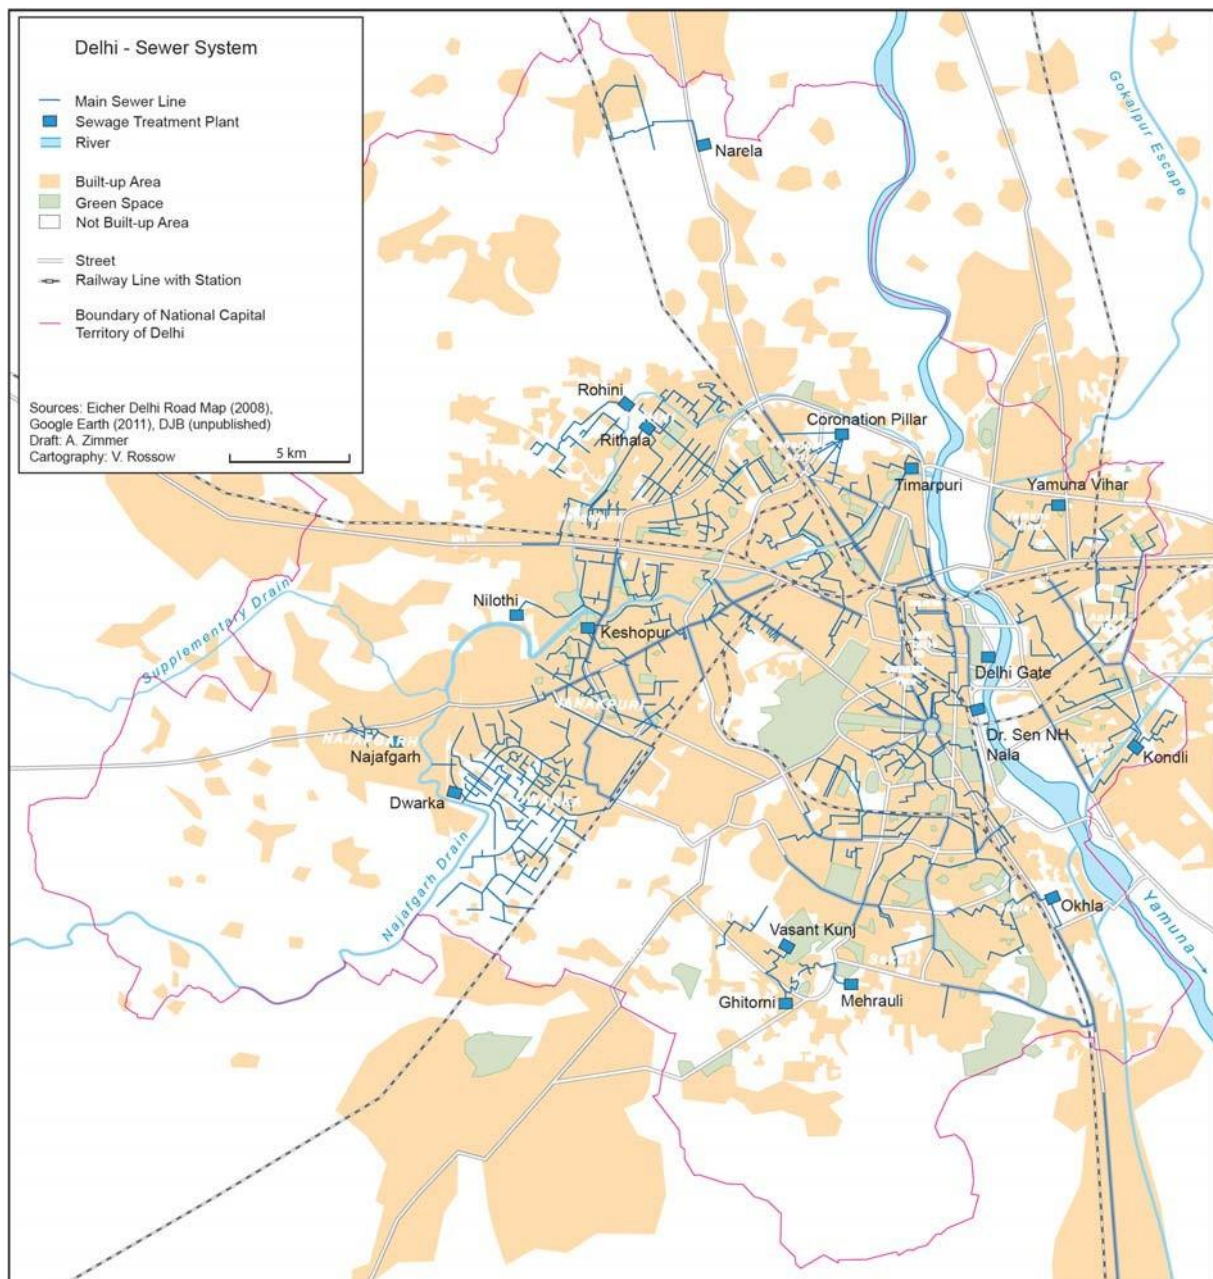 Delhi - Sewer System
Main Sewer Line
Sewage Treatment Plant
River
Built-up Area
Green Space
Not Built-up Area
Street
Railway Line with Station
Boundary of National Capital
Territory of Delhi
Sources: Eicher Delhi Road Map (2008),
Google Earth (2011), DJB (unpublished)
Draft: A. Zimmer
Cartography: V. Rossow
5 km
Narela
Gokalpur Escape
Rohini
Rithala
Coronation Pillar
Timarpuri
Yamuna Vihar
Supplementary Drain
Nilothi
Keshopur
Delhi Gate
JANAKPURI
NAJAFGARH
Najafgarh
Dr. Sen NH
Nala
Kondli
Dwarka
Najafgarh Drain
Okhla
Yamuna
Vasant Kunj
Ghitorni
Mehrauli